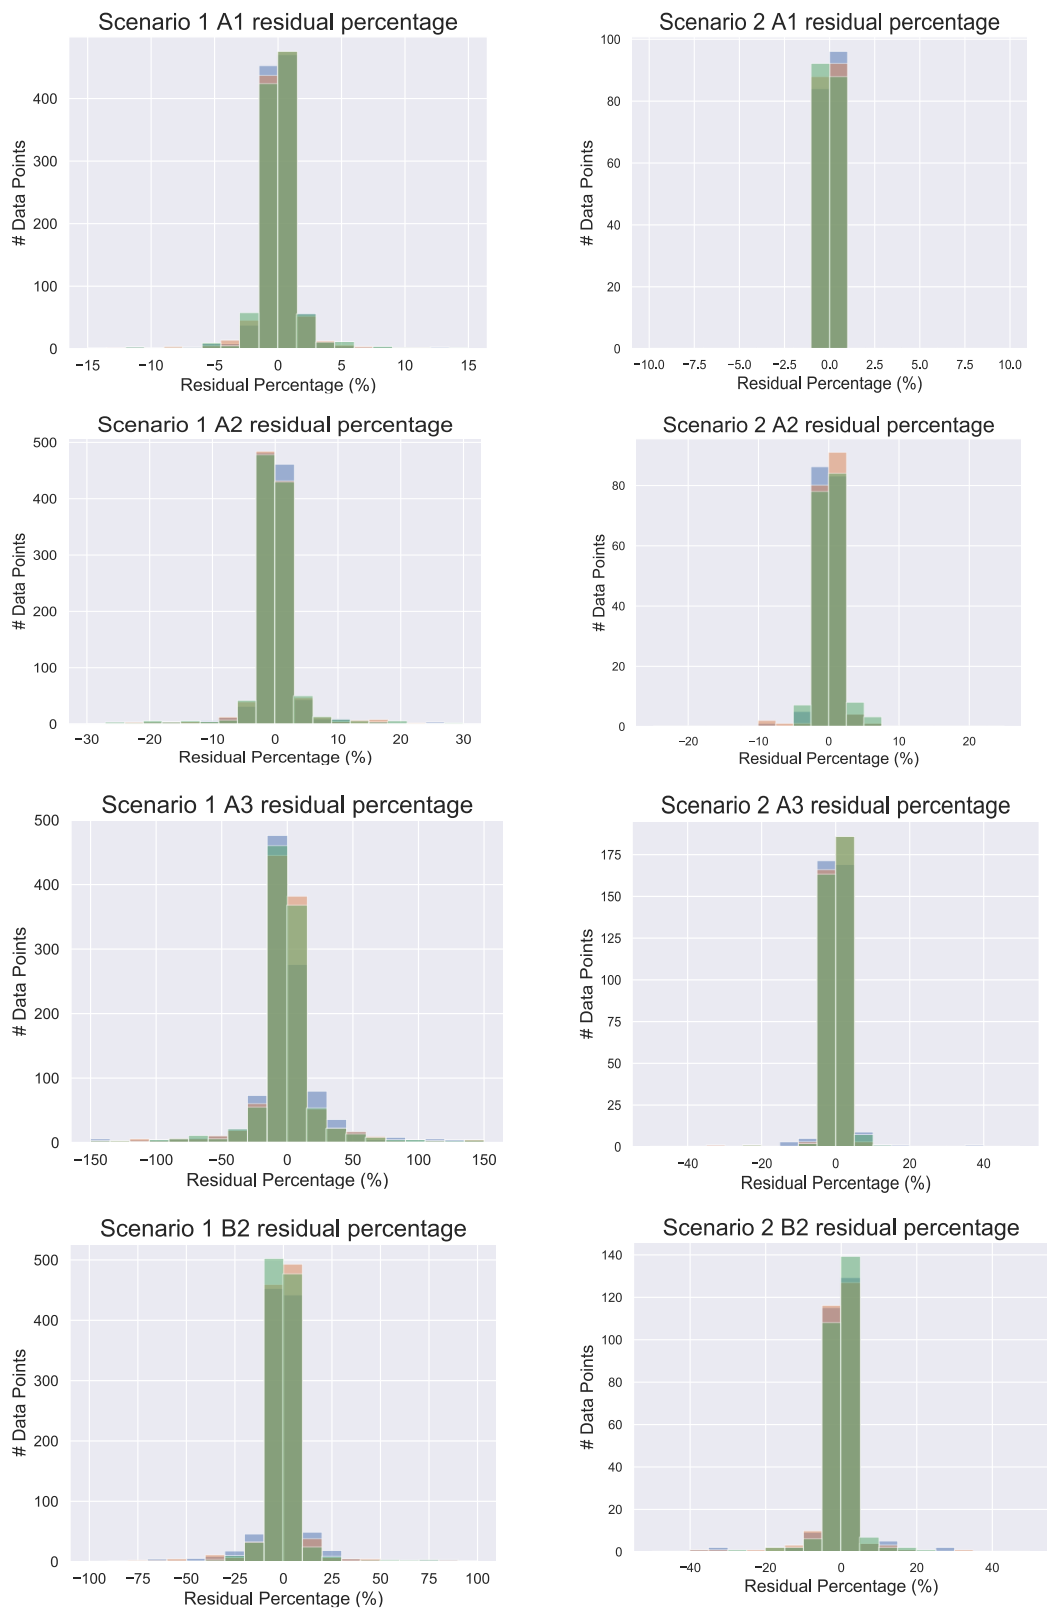 Scenario 1 A1 residual percentage
# Data Points
400
300
200
100
0
−15 −10 −5 0 5 10 15
Residual Percentage (%)
Scenario 2 A1 residual percentage
# Data Points
100
80
60
40
20
0
−10.0 −7.5 −5.0 −2.5 0.0 2.5 5.0 7.5 10.0
Residual Percentage (%)
Scenario 1 A2 residual percentage
# Data Points
500
400
300
200
100
0
−30 −20 −10 0 10 20 30
Residual Percentage (%)
Scenario 2 A2 residual percentage
# Data Points
80
60
40
20
0
−20 −10 0 10 20
Residual Percentage (%)
Scenario 1 A3 residual percentage
# Data Points
500
400
300
200
100
0
−150 −100 −50 0 50 100 150
Residual Percentage (%)
Scenario 2 A3 residual percentage
# Data Points
175
150
125
100
75
50
25
0
−40 −20 0 20 40
Residual Percentage (%)
Scenario 1 B2 residual percentage
# Data Points
500
400
300
200
100
0
−100 −75 −50 −25 0 25 50 75 100
Residual Percentage (%)
Scenario 2 B2 residual percentage
# Data Points
140
120
100
80
60
40
20
0
−40 −20 0 20 40
Residual Percentage (%)